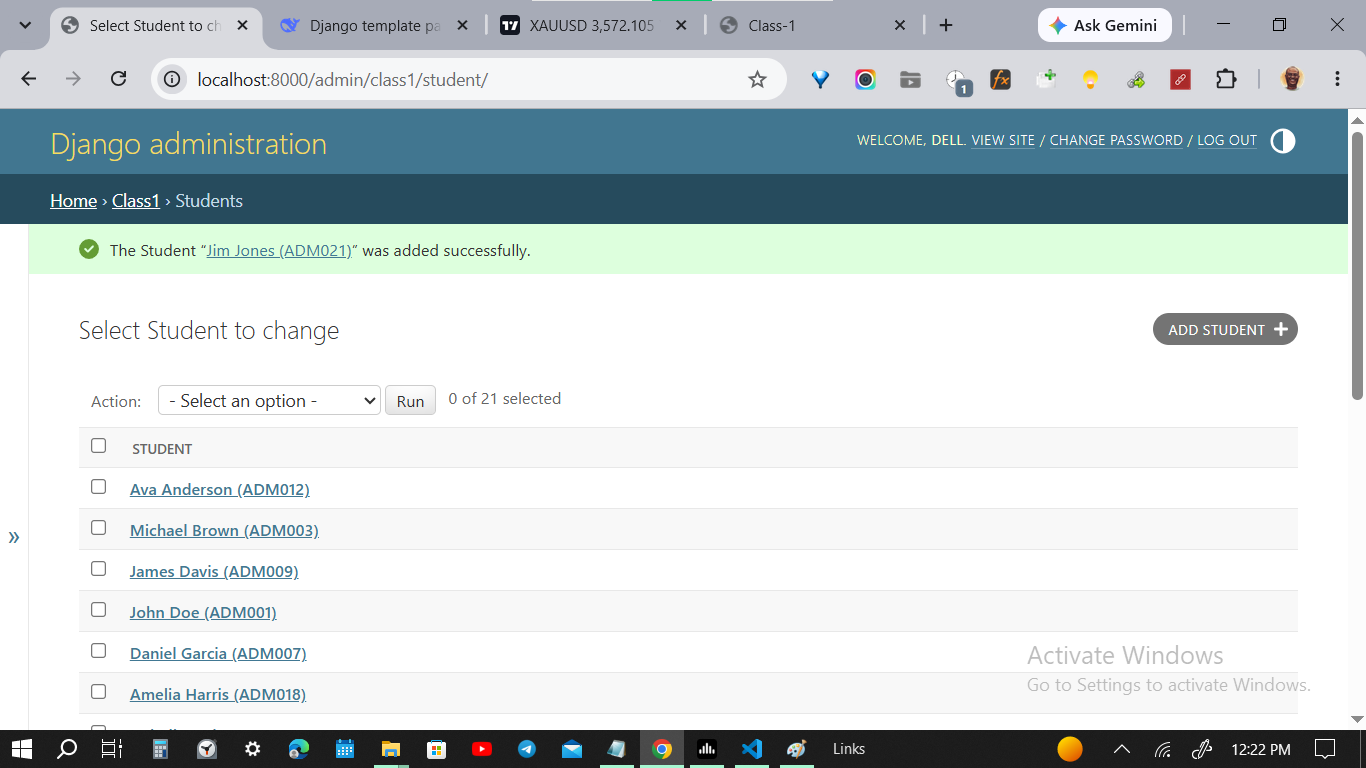 Select Student to ch
Django template pa
XAUUSD 3,572.105
Class-1
Ask Gemini
localhost:8000/admin/class1/student/
1
Django administration
WELCOME, DELL. VIEW SITE / CHANGE PASSWORD / LOG OUT
Home › Class1 › Students
The Student “Jim Jones (ADM021)” was added successfully.
Select Student to change
ADD STUDENT
Action:
- Select an option -
Run
0 of 21 selected
STUDENT
Ava Anderson (ADM012)
Michael Brown (ADM003)
James Davis (ADM009)
John Doe (ADM001)
Daniel Garcia (ADM007)
Amelia Harris (ADM018)
Activate Windows
Go to Settings to activate Windows.
Links
12:22 PM